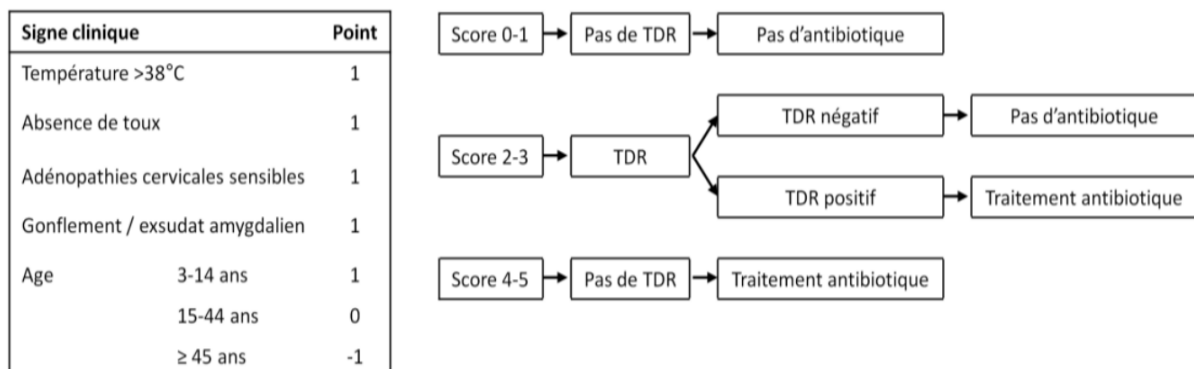 Signe clinique Point
Température >38°C 1
Absence de toux 1
Adénopathies cervicales sensibles 1
Gonflement / exsudat amygdalien 1
Age 3-14 ans 1
15-44 ans 0
≥ 45 ans -1
Score 0-1 Pas de TDR Pas d’antibiotique
TDR négatif Pas d’antibiotique
Score 2-3 TDR
TDR positif Traitement antibiotique
Score 4-5 Pas de TDR Traitement antibiotique